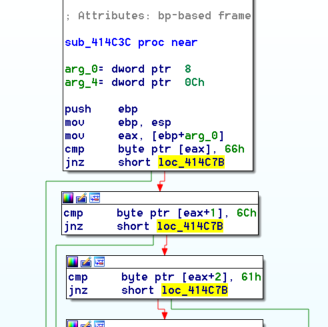 ; Attributes: bp-based frame
sub_414C3C proc near
arg_0= dword ptr  8
arg_4= dword ptr  0Ch
push    ebp
mov     ebp, esp
mov     eax, [ebp+arg_0]
cmp     byte ptr [eax], 66h
jnz     short loc_414C7B
cmp     byte ptr [eax+1], 6Ch
jnz     short loc_414C7B
cmp     byte ptr [eax+2], 61h
jnz     short loc_414C7B